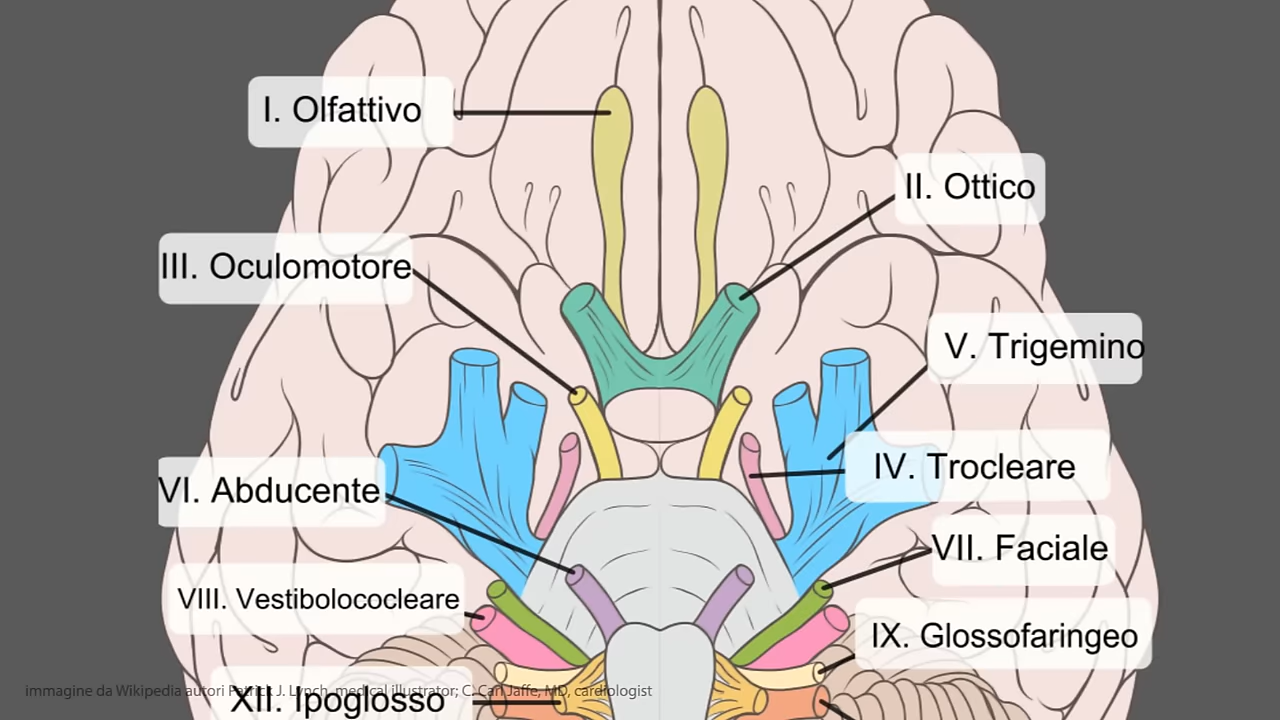 I. Olfattivo
II. Ottico
III. Oculomotore
V. Trigemino
IV. Trocleare
VI. Abducente
VII. Faciale
VIII. Vestibolococleare
IX. Glossofaringeo
immagine da Wikipedia autori Patrick J. Lynch, medical illustrator; C. Carl Jaffe, MD, cardiologist
XII. Ipoglosso